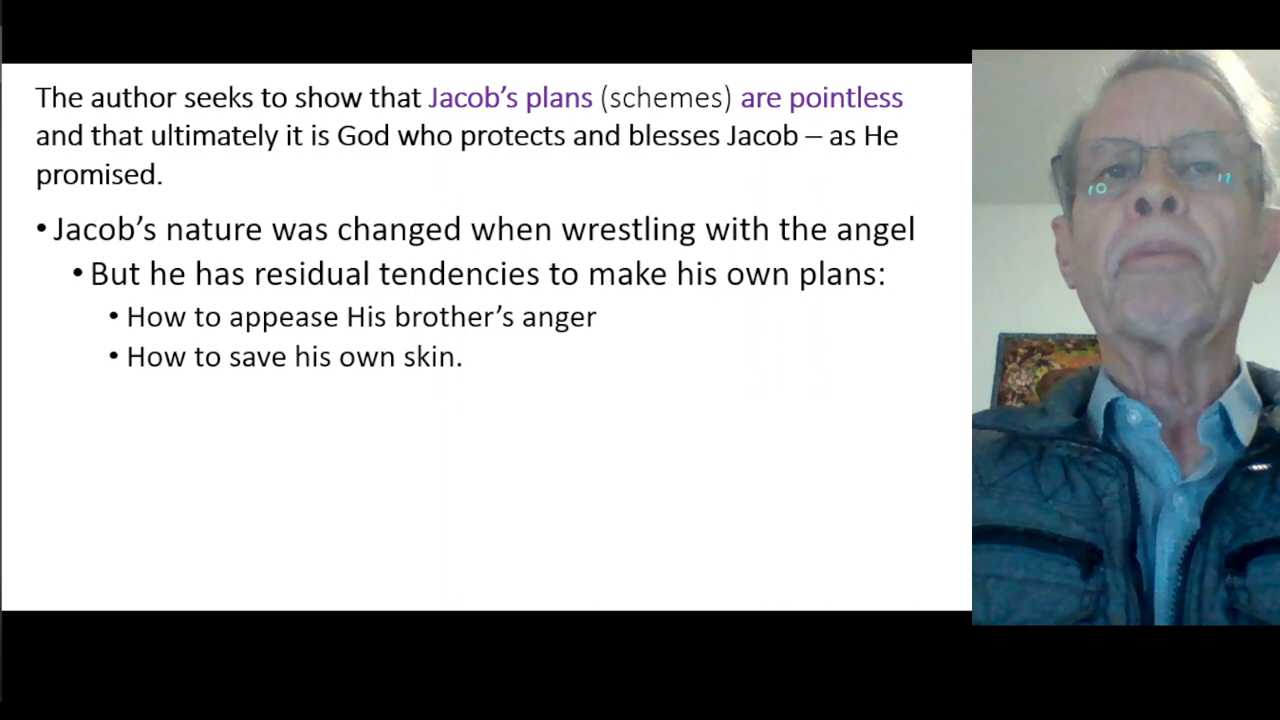 The author seeks to show that Jacob’s plans (schemes) are pointless
and that ultimately it is God who protects and blesses Jacob – as He
promised.
• Jacob’s nature was changed when wrestling with the angel
• But he has residual tendencies to make his own plans:
• How to appease His brother’s anger
• How to save his own skin.